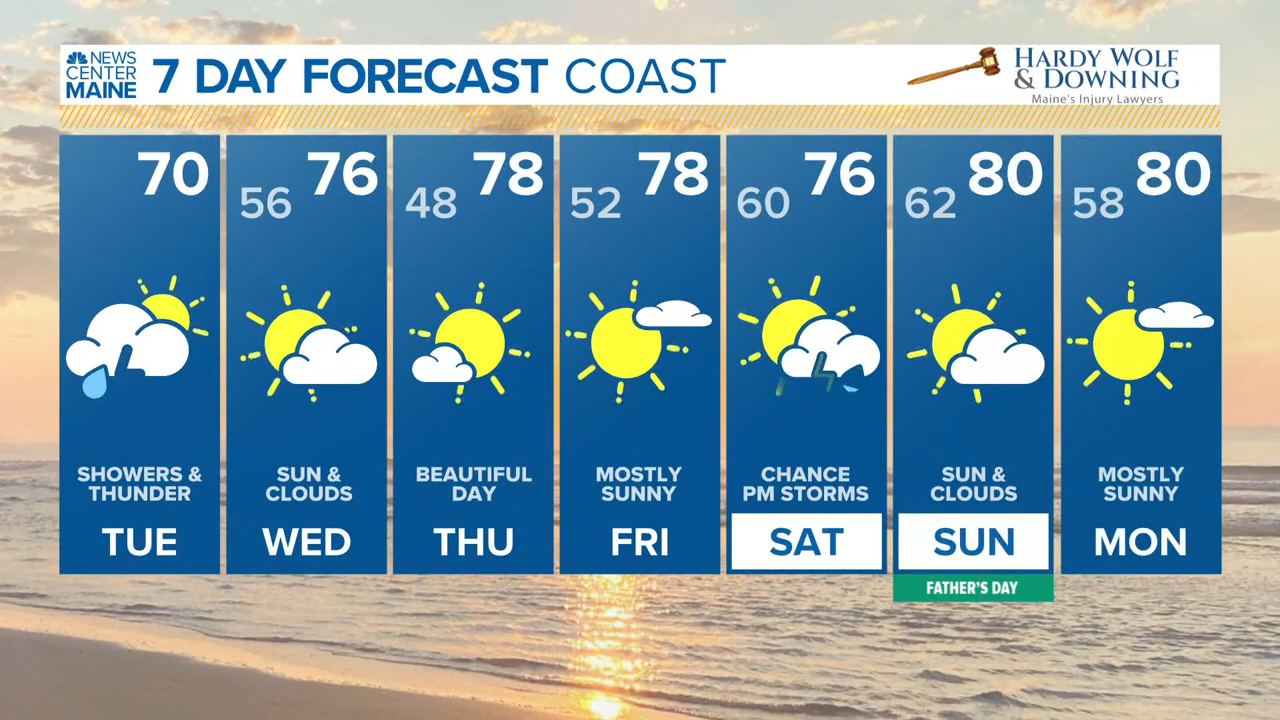 NEWS
CENTER
MAINE
7 DAY FORECAST COAST
HARDY WOLF
& DOWNING
Maine's Injury Lawyers
70
56 76
48 78
52 78
60 76
62 80
58 80
SHOWERS &
THUNDER
TUE
SUN &
CLOUDS
WED
BEAUTIFUL
DAY
THU
MOSTLY
SUNNY
FRI
CHANCE
PM STORMS
SAT
SUN &
CLOUDS
SUN
FATHER'S DAY
MOSTLY
SUNNY
MON